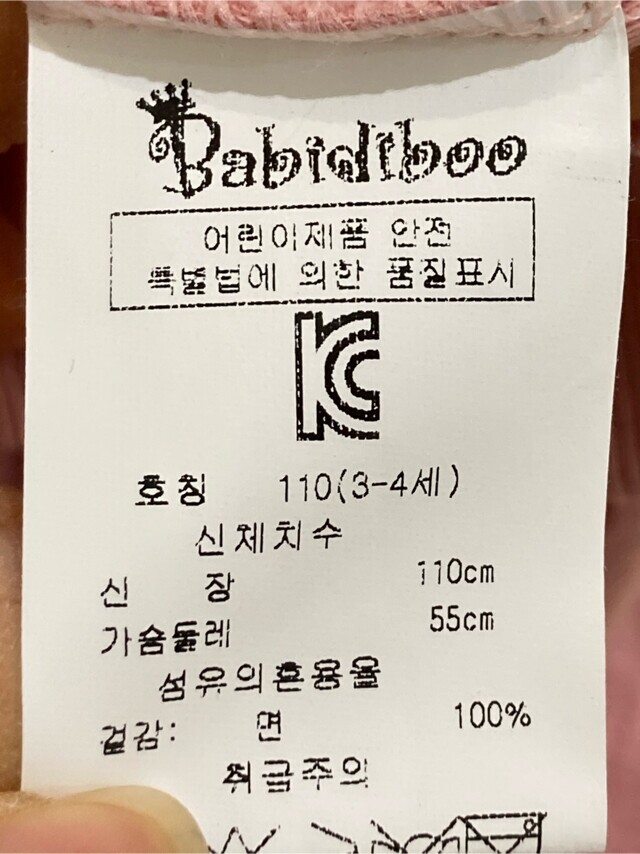 Babidiboo
어린이제품 안전
특별법에 의한 품질표시
KC
호칭 110(3-4세)
신체치수
신 장 110cm
가슴둘레 55cm
섬유의혼용율
겉감: 면 100%
취급주의